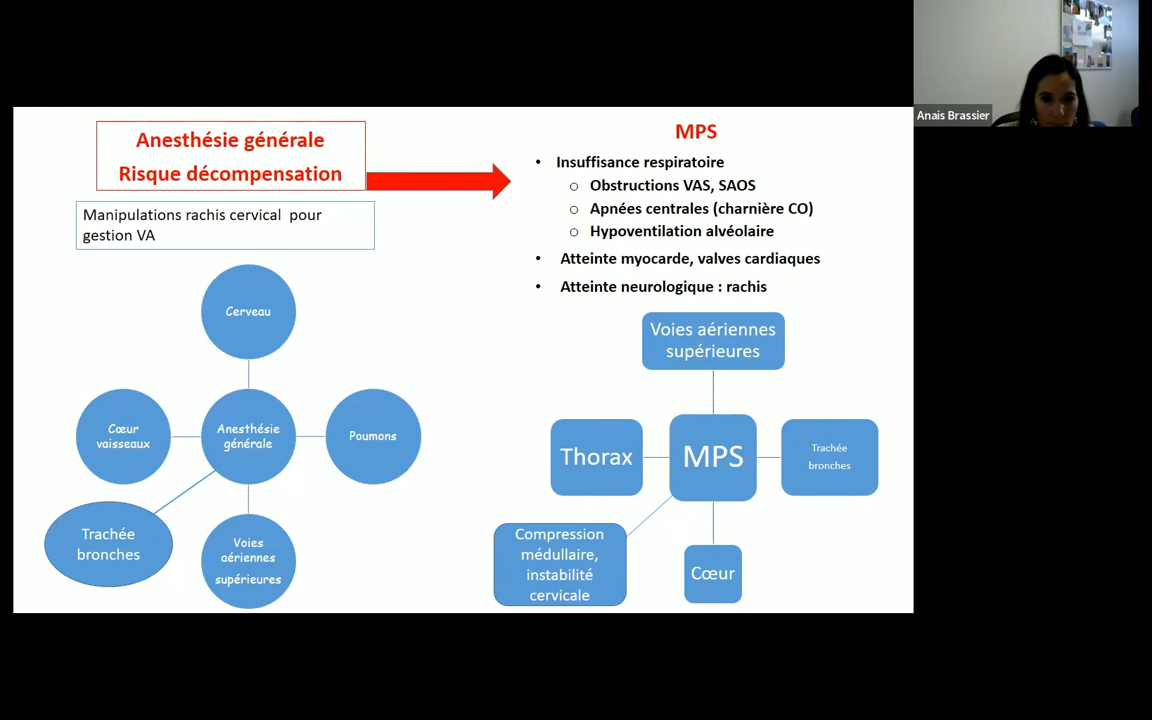 Anais Brassier
Anesthésie générale
Risque décompensation
Manipulations rachis cervical pour
gestion VA
Cerveau
Cœur
vaisseaux
Anesthésie
générale
Poumons
Trachée
bronches
Voies
aériennes
supérieures
MPS
• Insuffisance respiratoire
o Obstructions VAS, SAOS
o Apnées centrales (charnière CO)
o Hypoventilation alvéolaire
• Atteinte myocarde, valves cardiaques
• Atteinte neurologique : rachis
Voies aériennes
supérieures
Thorax
MPS
Trachée
bronches
Compression
médullaire,
instabilité
cervicale
Cœur